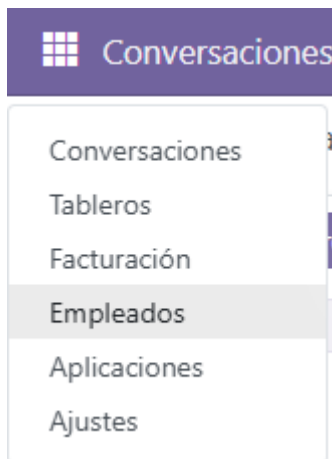 Conversaciones
Conversaciones
Tableros
Facturación
Empleados
Aplicaciones
Ajustes